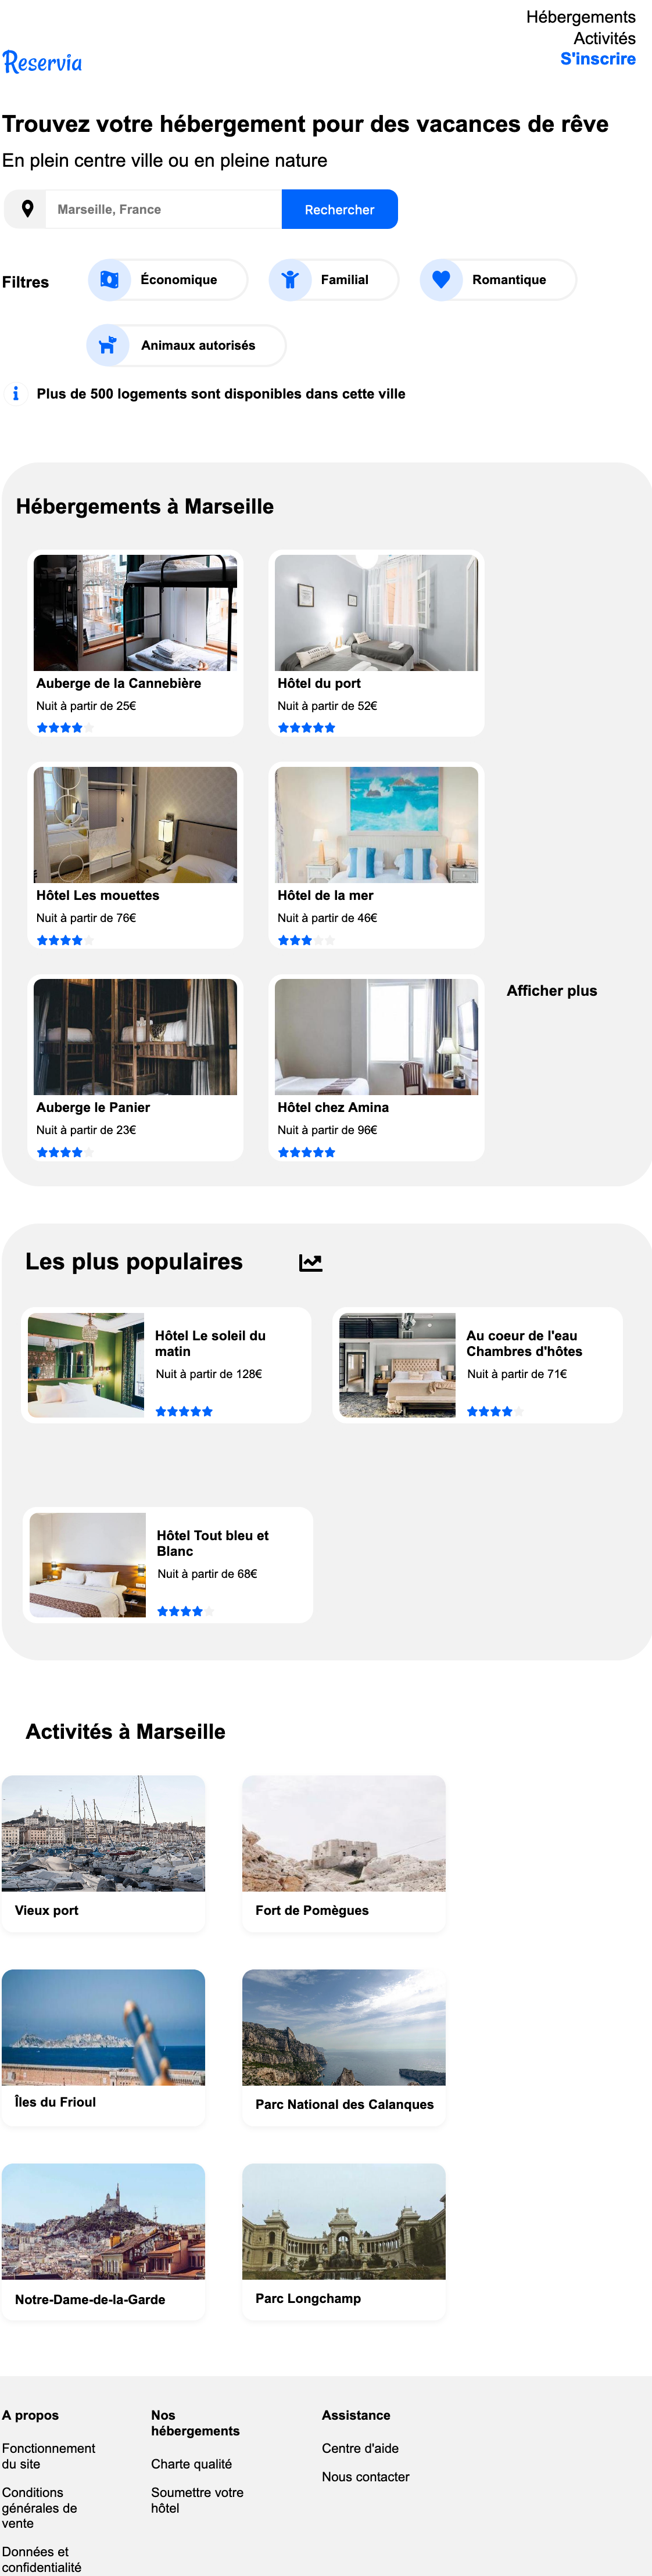 Hébergements
Activités
S'inscrire
Reservia
Trouvez votre hébergement pour des vacances de rêve
En plein centre ville ou en pleine nature
Marseille, France
Rechercher
Filtres
Économique
Familial
Romantique
Animaux autorisés
Plus de 500 logements sont disponibles dans cette ville
Hébergements à Marseille
Auberge de la Cannebière
Nuit à partir de 25€
Hôtel du port
Nuit à partir de 52€
Hôtel Les mouettes
Nuit à partir de 76€
Hôtel de la mer
Nuit à partir de 46€
Auberge le Panier
Nuit à partir de 23€
Hôtel chez Amina
Nuit à partir de 96€
Afficher plus
Les plus populaires
Hôtel Le soleil du
matin
Nuit à partir de 128€
Au coeur de l'eau
Chambres d'hôtes
Nuit à partir de 71€
Hôtel Tout bleu et
Blanc
Nuit à partir de 68€
Activités à Marseille
Vieux port
Fort de Pomègues
Îles du Frioul
Parc National des Calanques
Notre-Dame-de-la-Garde
Parc Longchamp
A propos
Fonctionnement
du site
Conditions
générales de
vente
Données et
confidentialité
Nos
hébergements
Charte qualité
Soumettre votre
hôtel
Assistance
Centre d'aide
Nous contacter